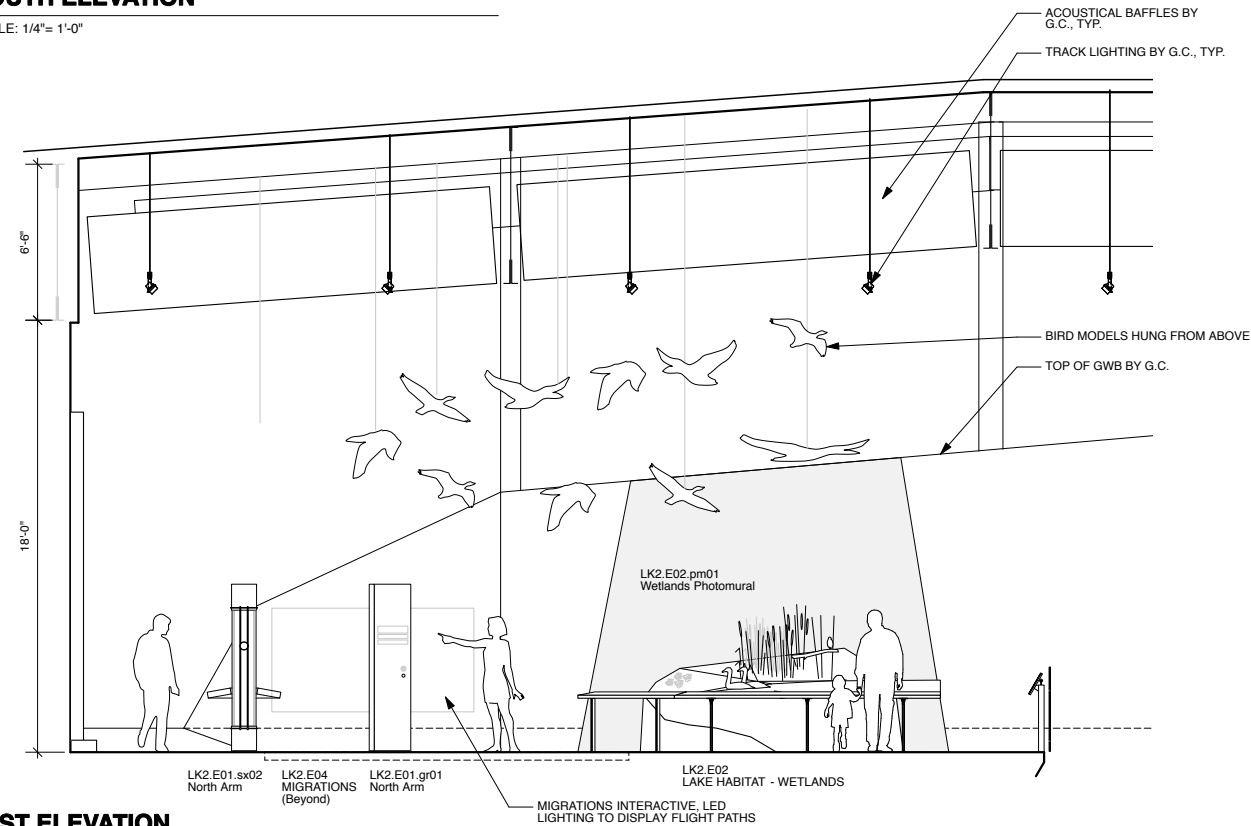 OUTH ELEVATION
LE: 1/4"= 1'-0"
ACOUSTICAL BAFFLES BY
G.C., TYP.
TRACK LIGHTING BY G.C., TYP.
6'-6"
BIRD MODELS HUNG FROM ABOVE
TOP OF GWB BY G.C.
18'-0"
LK2.E02.pm01
Wetlands Photomural
LK2.E01.sx02
North Arm
LK2.E04
MIGRATIONS
(Beyond)
LK2.E01.gr01
North Arm
LK2.E02
LAKE HABITAT - WETLANDS
MIGRATIONS INTERACTIVE, LED
LIGHTING TO DISPLAY FLIGHT PATHS
ST ELEVATION